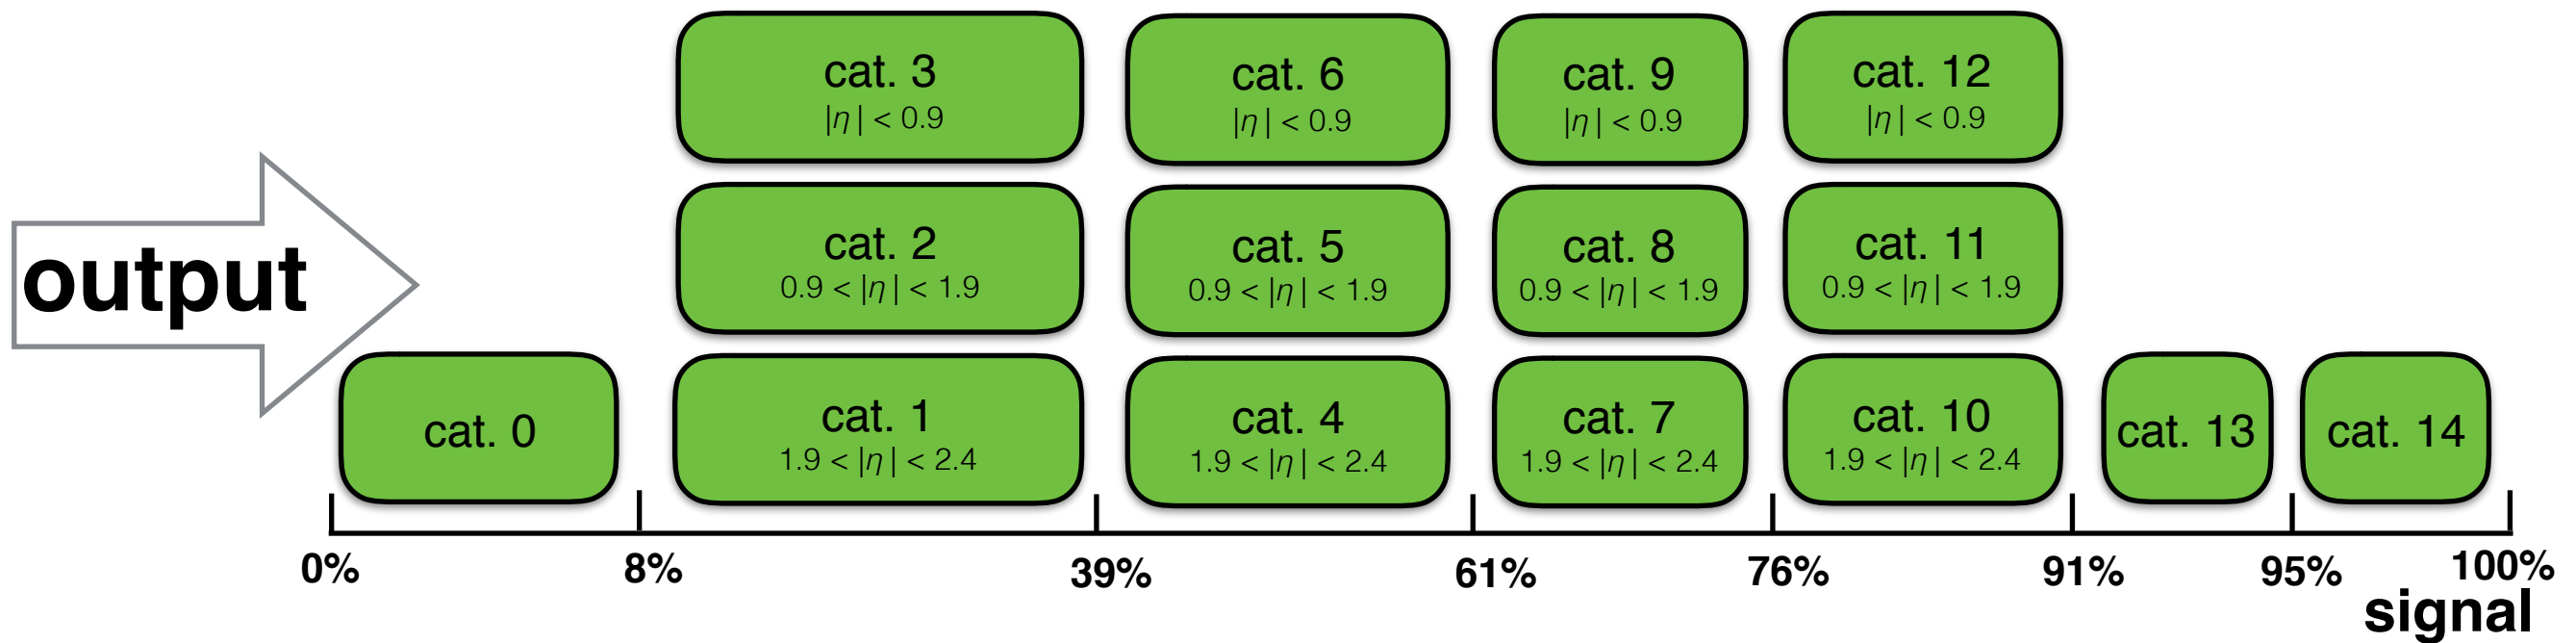 cat. 3
|η| < 0.9
cat. 6
|η| < 0.9
cat. 9
|η| < 0.9
cat. 12
|η| < 0.9
output
cat. 2
0.9 < |η| < 1.9
cat. 5
0.9 < |η| < 1.9
cat. 8
0.9 < |η| < 1.9
cat. 11
0.9 < |η| < 1.9
cat. 0
cat. 1
1.9 < |η| < 2.4
cat. 4
1.9 < |η| < 2.4
cat. 7
1.9 < |η| < 2.4
cat. 10
1.9 < |η| < 2.4
cat. 13
cat. 14
0%
8%
39%
61%
76%
91%
95%
100%
signal